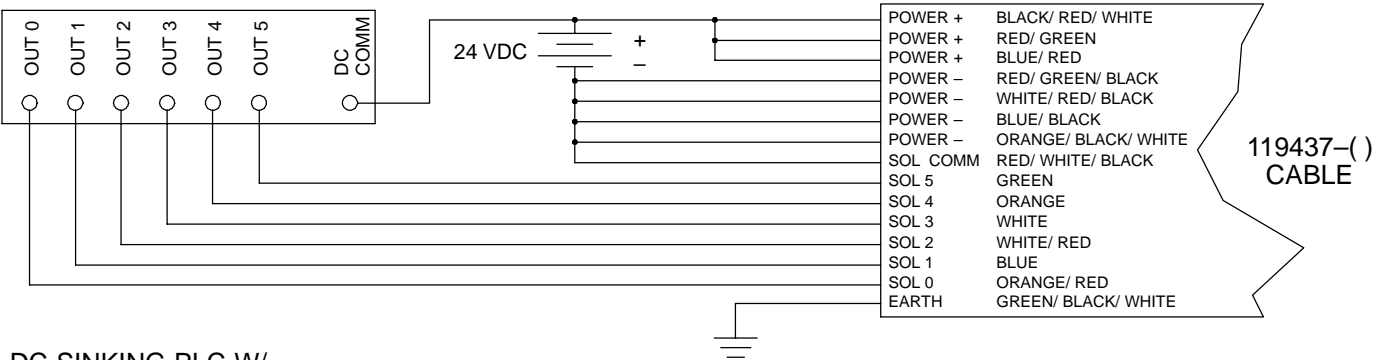 OUT 0
OUT 1
OUT 2
OUT 3
OUT 4
OUT 5
DC COMM
24 VDC
+
–
POWER + BLACK/ RED/ WHITE
POWER + RED/ GREEN
POWER + BLUE/ RED
POWER – RED/ GREEN/ BLACK
POWER – WHITE/ RED/ BLACK
POWER – BLUE/ BLACK
POWER – ORANGE/ BLACK/ WHITE
SOL COMM RED/ WHITE/ BLACK
SOL 5 GREEN
SOL 4 ORANGE
SOL 3 WHITE
SOL 2 WHITE/ RED
SOL 1 BLUE
SOL 0 ORANGE/ RED
EARTH GREEN/ BLACK/ WHITE
119437–( )
CABLE
DC SINKING PLC W/